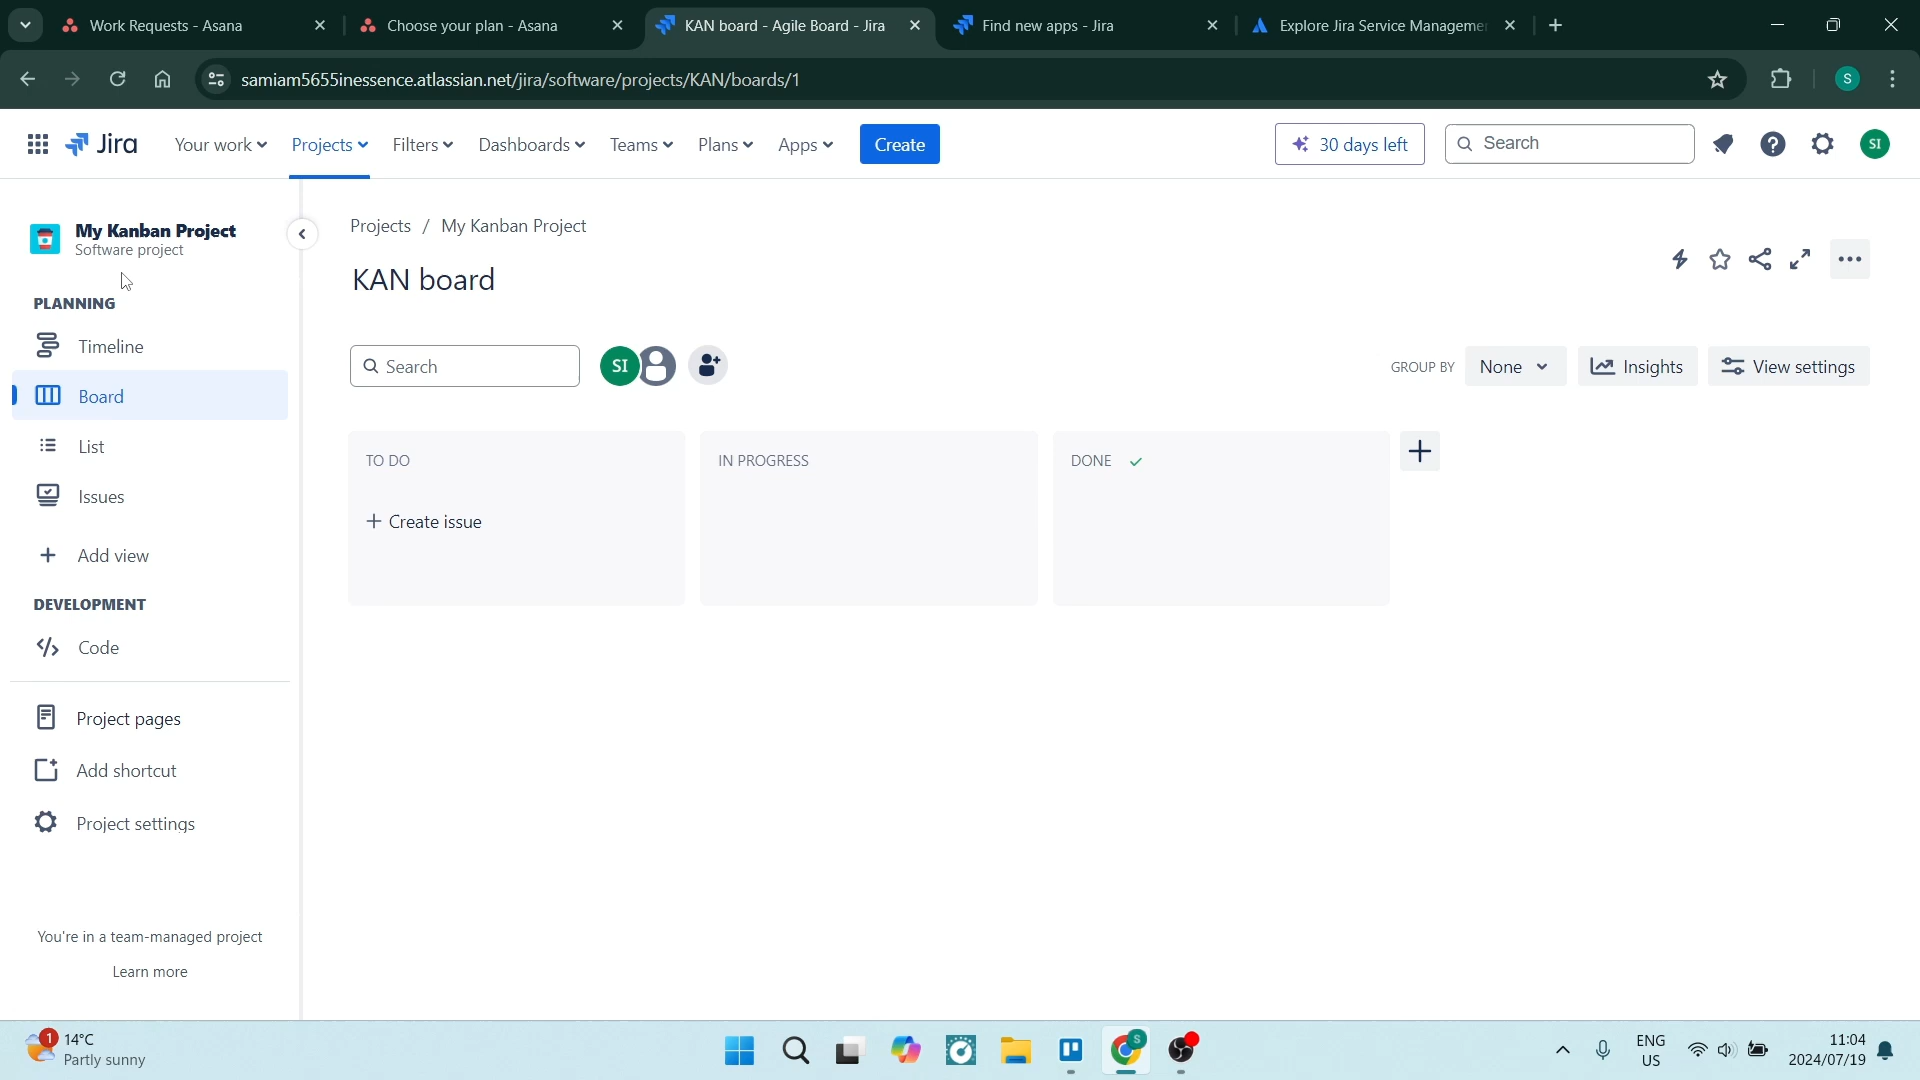 Work Requests - Asana
Choose your plan - Asana
KAN board - Agile Board - Jira
Find new apps - Jira
Explore Jira Service Manageme
samiam5655inessence.atlassian.net/jira/software/projects/KAN/boards/1
S
Jira
Your work
Projects
Filters
Dashboards
Teams
Plans
Apps
Create
30 days left
Search
SI
My Kanban Project
Software project
PLANNING
Timeline
Board
List
Issues
Add view
DEVELOPMENT
Code
Project pages
Add shortcut
Project settings
You're in a team-managed project
Learn more
Projects / My Kanban Project
KAN board
Search
SI
GROUP BY
None
Insights
View settings
TO DO
IN PROGRESS
DONE
Create issue
1
14°C
Partly sunny
S
ENG
US
11:04
2024/07/19